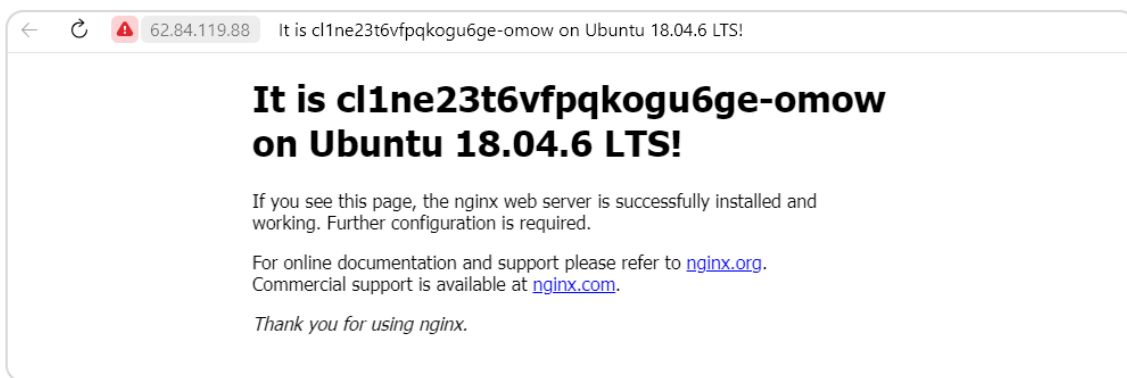 62.84.119.88 It is cl1ne23t6vfpqkogu6ge-omow on Ubuntu 18.04.6 LTS!
It is cl1ne23t6vfpqkogu6ge-omow
on Ubuntu 18.04.6 LTS!
If you see this page, the nginx web server is successfully installed and
working. Further configuration is required.
For online documentation and support please refer to nginx.org.
Commercial support is available at nginx.com.
Thank you for using nginx.